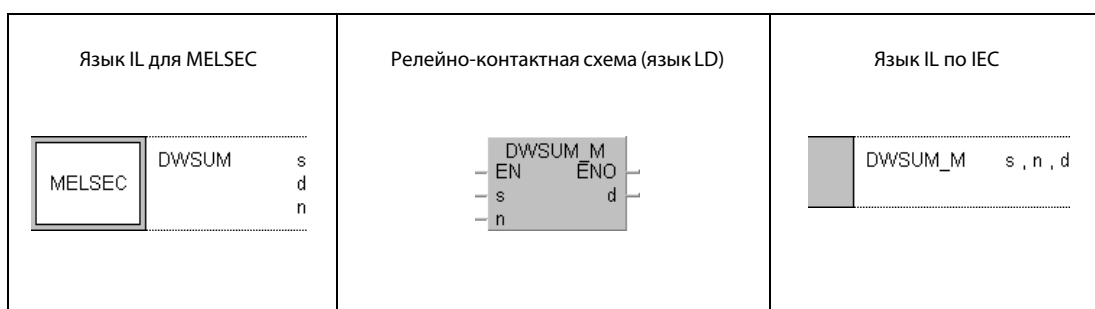 Язык IL для MELSEC
Релейно-контактная схема (язык LD)
Язык IL по IEC
MELSEC
DWSUM s
d
n
DWSUM_M
EN ENO
s d
n
DWSUM_M s , n , d